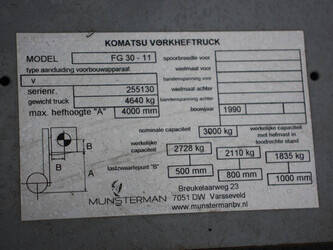 KOMATSU VORKHEFTRUCK
MODEL FG 30 - 11
type aanduiding voorbouwapparaat
v
serienr. 255130
gewicht truck 4640 kg
max. hefhoogte "A" 4000 mm
spoorbreedte voor:
wielmaat voor
bandenspanning voor
wielmaat achter
bandenspanning achter
bouwjaar 1990
nominale capaciteit 3000 kg
werkelijke capaciteit 2728 kg
werkelijke capaciteit 2110 kg
werkelijke capaciteit met hefmast in loodrechte stand 1835 kg
lastzwaartepunt "B" 500 mm 800 mm 1000 mm
B
B
A
MUNSTERMAN
Breukelaarweg 23
7051 DW Varsseveld
www.munstermanbv.nl